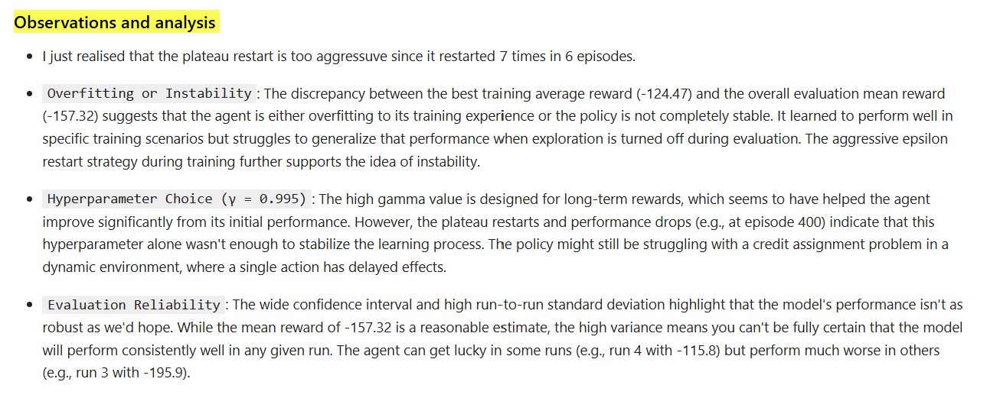 Observations and analysis
• I just realised that the plateau restart is too aggressuve since it restarted 7 times in 6 episodes.
• Overfitting or Instability : The discrepancy between the best training average reward (-124.47) and the overall evaluation mean reward
(-157.32) suggests that the agent is either overfitting to its training experience or the policy is not completely stable. It learned to perform well in
specific training scenarios but struggles to generalize that performance when exploration is turned off during evaluation. The aggressive epsilon
restart strategy during training further supports the idea of instability.
• Hyperparameter Choice (γ = 0.995) : The high gamma value is designed for long-term rewards, which seems to have helped the agent
improve significantly from its initial performance. However, the plateau restarts and performance drops (e.g., at episode 400) indicate that this
hyperparameter alone wasn't enough to stabilize the learning process. The policy might still be struggling with a credit assignment problem in a
dynamic environment, where a single action has delayed effects.
• Evaluation Reliability : The wide confidence interval and high run-to-run standard deviation highlight that the model's performance isn't as
robust as we'd hope. While the mean reward of -157.32 is a reasonable estimate, the high variance means you can't be fully certain that the model
will perform consistently well in any given run. The agent can get lucky in some runs (e.g., run 4 with -115.8) but perform much worse in others
(e.g., run 3 with -195.9).